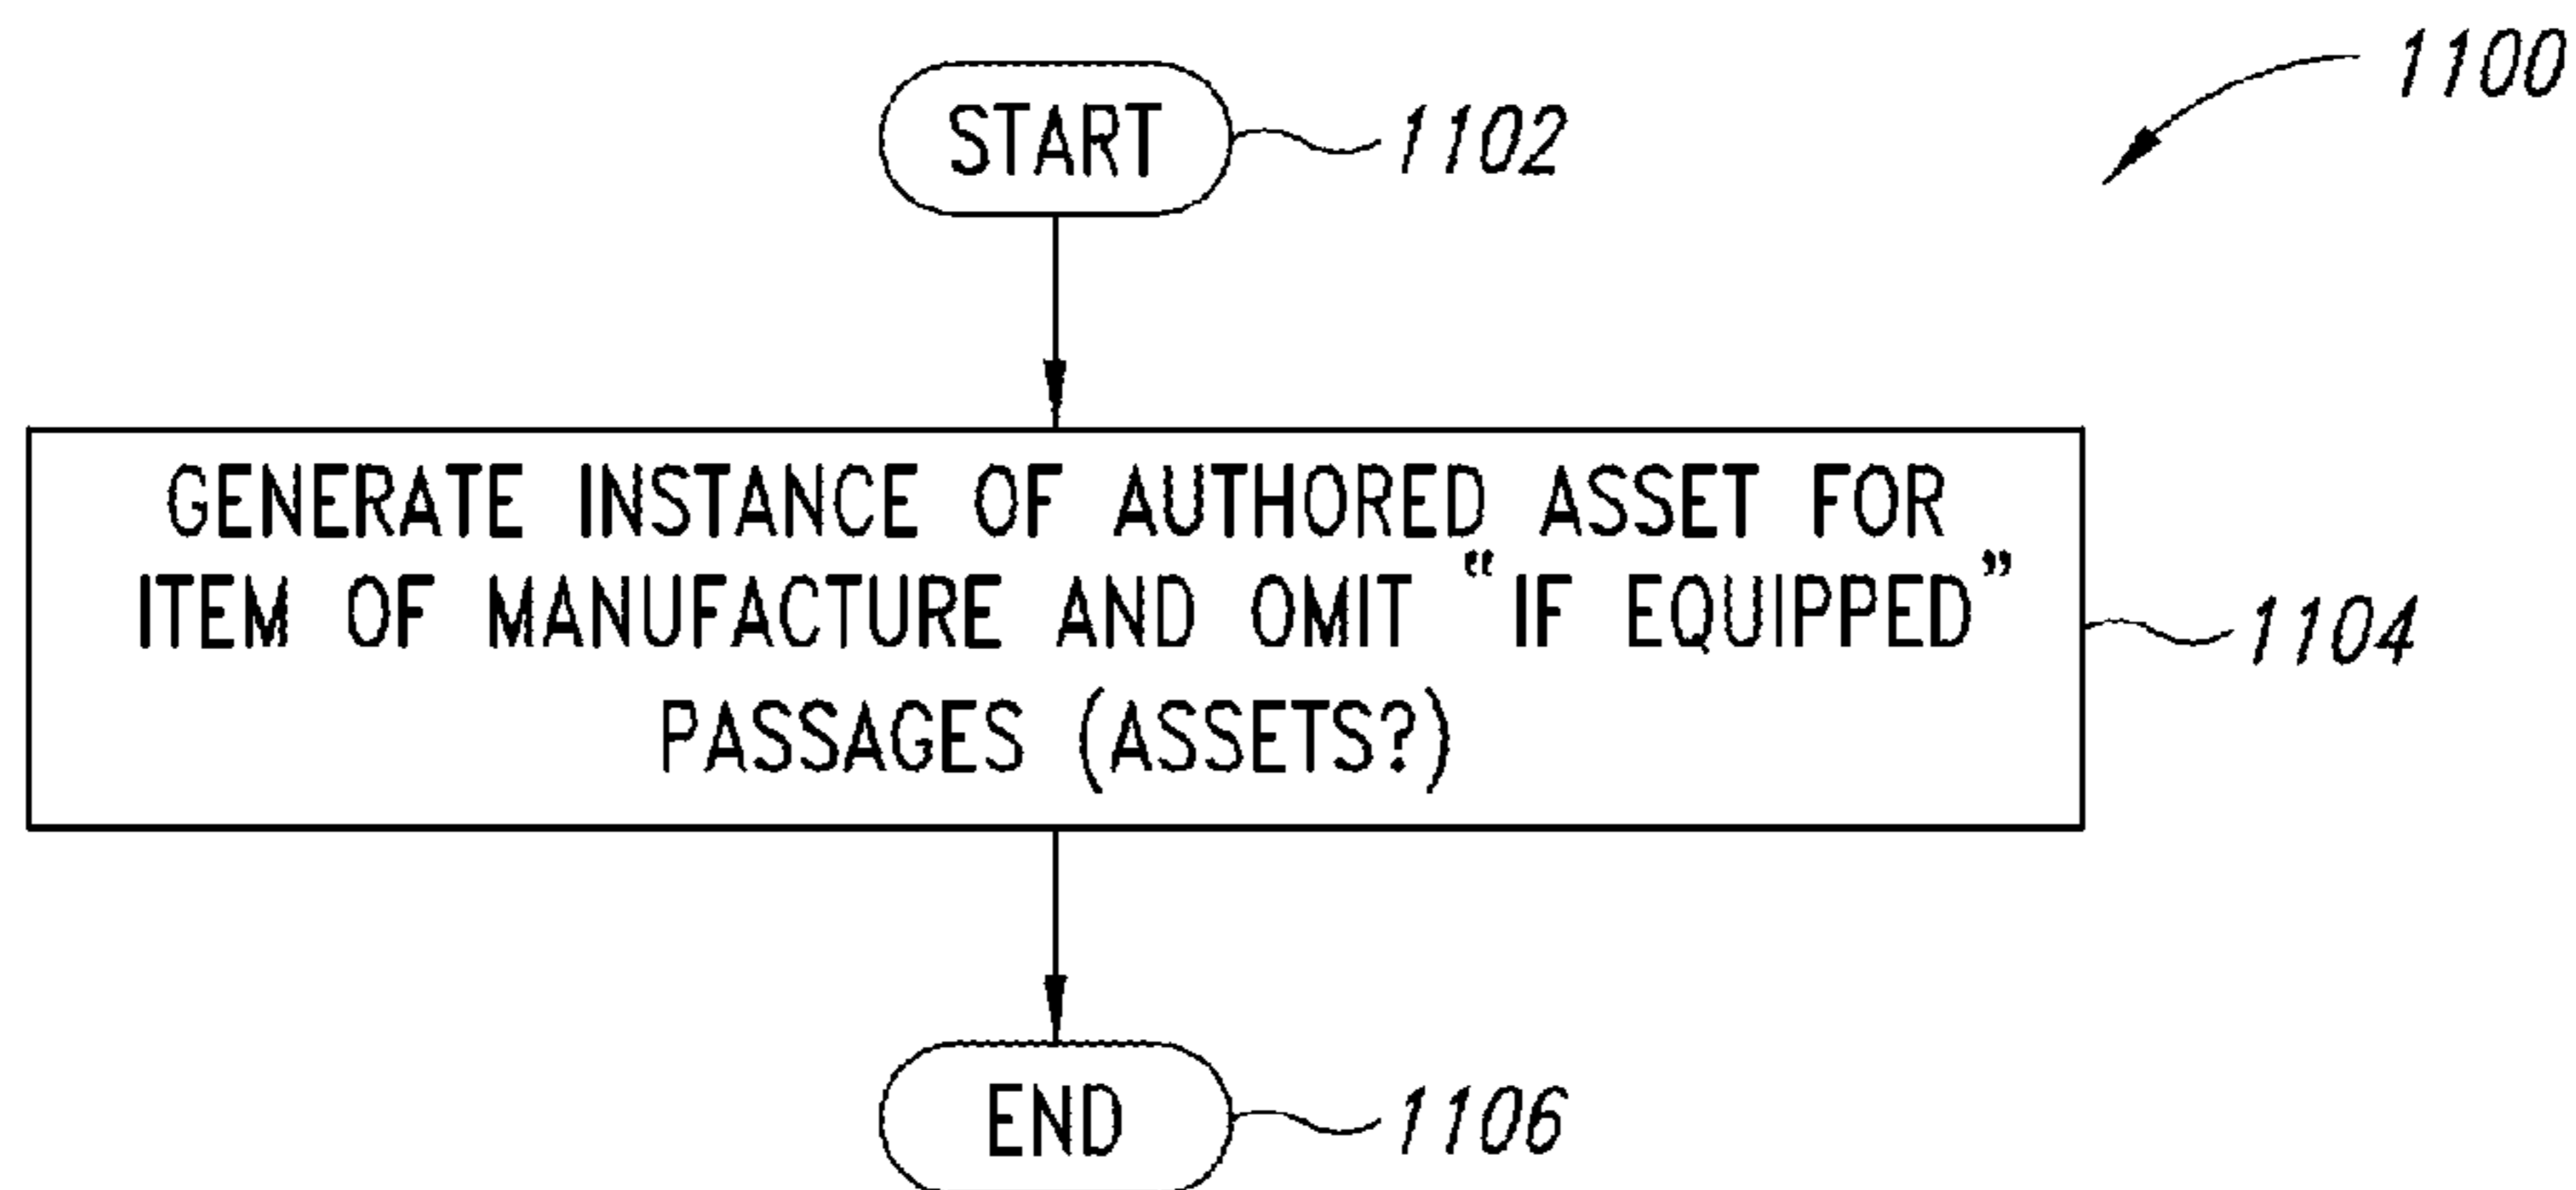 1100
START
1102
GENERATE INSTANCE OF AUTHORED ASSET FOR
ITEM OF MANUFACTURE AND OMIT “IF EQUIPPED”
PASSAGES (ASSETS?)
1104
END
1106